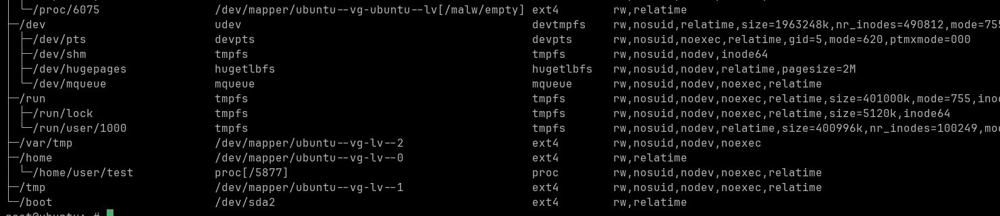 │ └─/proc/6075 /dev/mapper/ubuntu--vg-ubuntu--lv[/malw/empty] ext4 rw,relatime
├─/dev udev devtmpfs rw,nosuid,relatime,size=1963248k,nr_inodes=490812,mode=755
│ ├─/dev/pts devpts devpts rw,nosuid,noexec,relatime,gid=5,mode=620,ptmxmode=000
│ ├─/dev/shm tmpfs tmpfs rw,nosuid,nodev,inode64
│ ├─/dev/hugepages hugetlbfs hugetlbfs rw,nosuid,nodev,relatime,pagesize=2M
│ └─/dev/mqueue mqueue mqueue rw,nosuid,nodev,noexec,relatime
├─/run tmpfs tmpfs rw,nosuid,nodev,noexec,relatime,size=401000k,mode=755,ino
│ ├─/run/lock tmpfs tmpfs rw,nosuid,nodev,noexec,relatime,size=5120k,inode64
│ └─/run/user/1000 tmpfs tmpfs rw,nosuid,nodev,relatime,size=400996k,nr_inodes=100249,mo
├─/var/tmp /dev/mapper/ubuntu--vg-lv--2 ext4 rw,nosuid,nodev,noexec
├─/home /dev/mapper/ubuntu--vg-lv--0 ext4 rw,relatime
│ └─/home/user/test proc[/5877] proc rw,nosuid,nodev,noexec,relatime
├─/tmp /dev/mapper/ubuntu--vg-lv--1 ext4 rw,nosuid,nodev,noexec,relatime
└─/boot /dev/sda2 ext4 rw,relatime
root@ubuntu:~#